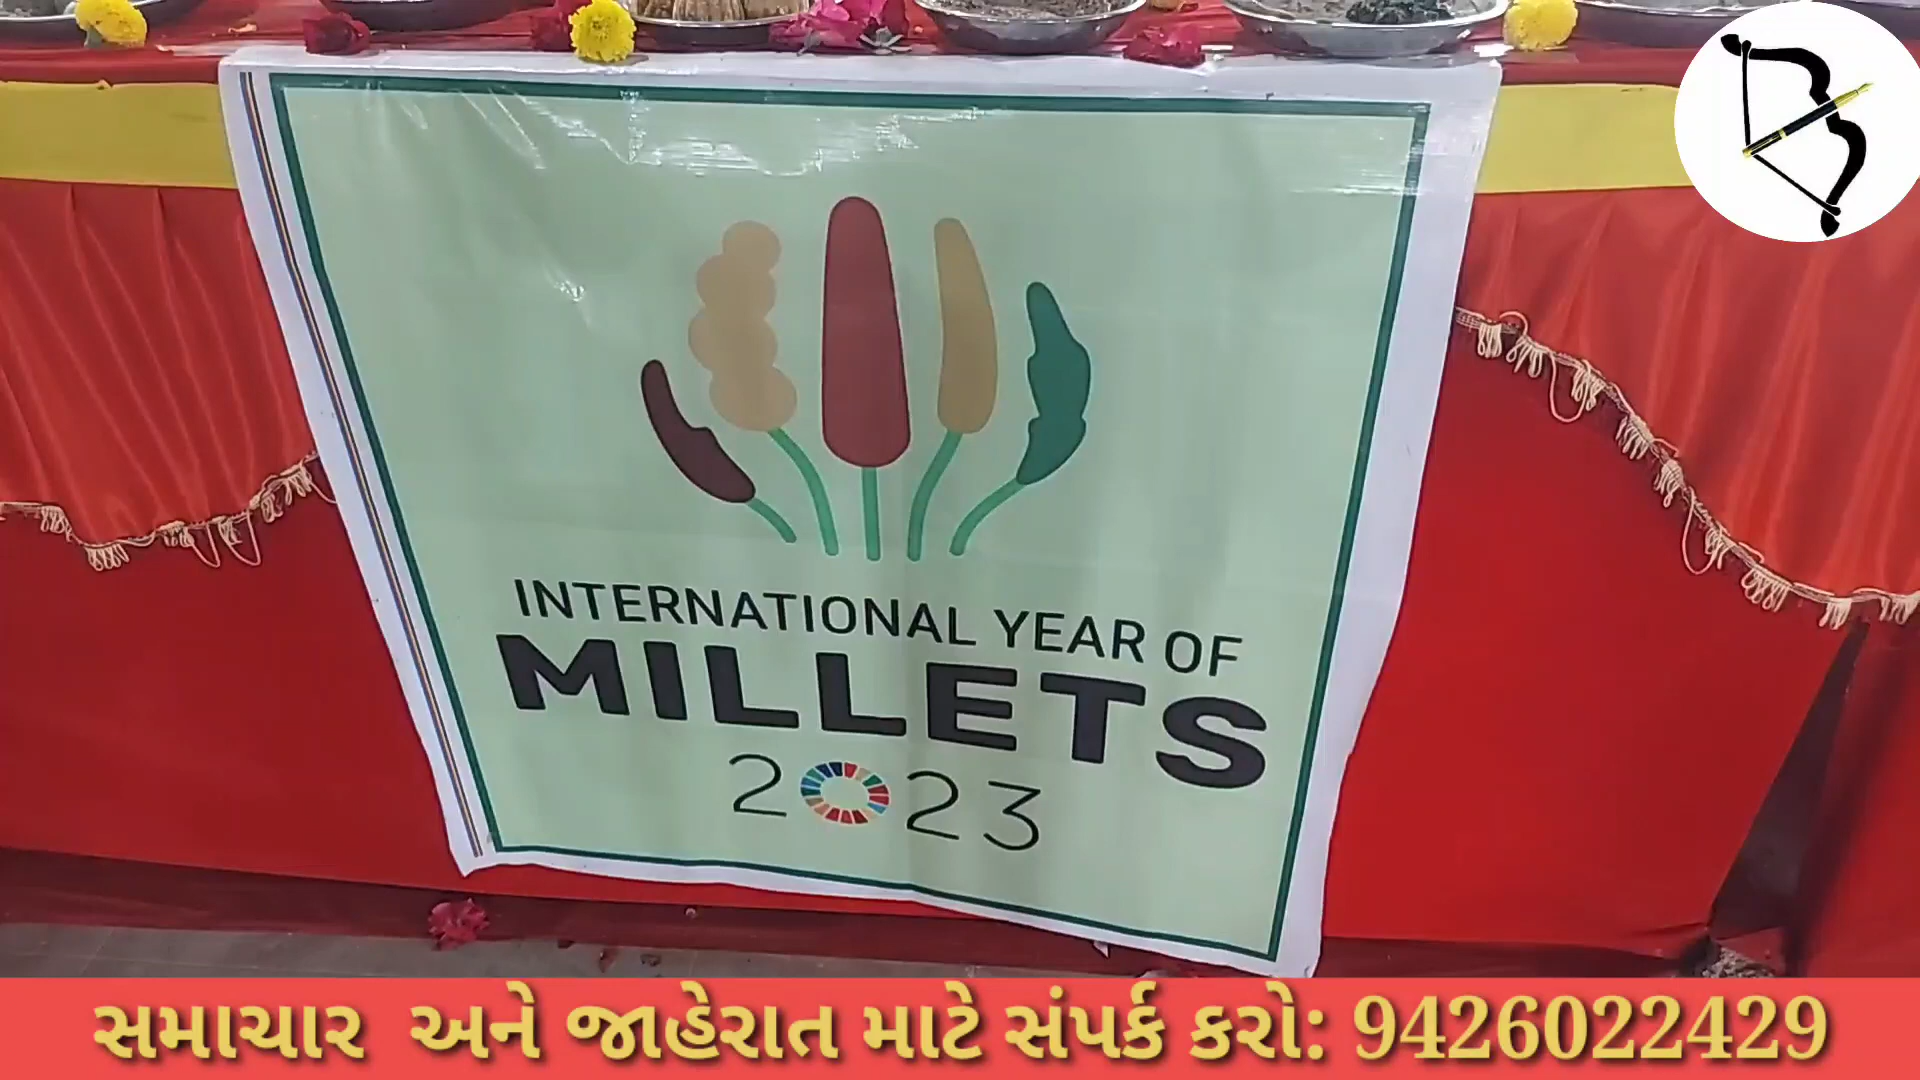 INTERNATIONAL YEAR OF
MILLETS
2023
સમાચાર અને જાહેરાત માટે સંપર્ક કરો: 9426022429